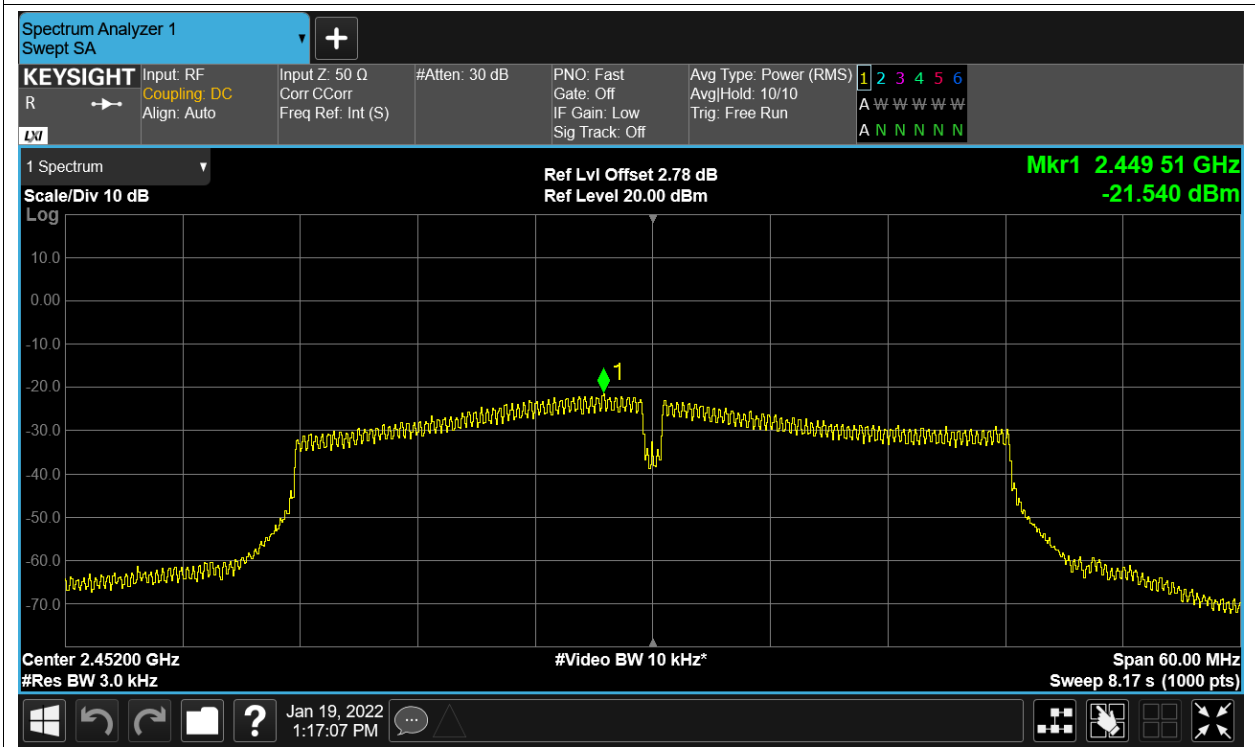 Spectrum Analyzer 1
Swept SA
+
KEYSIGHT
R
LXI
Input: RF
Coupling: DC
Align: Auto
Input Z: 50 Ω
Corr CCorr
Freq Ref: Int (S)
#Atten: 30 dB
PNO: Fast
Gate: Off
IF Gain: Low
Sig Track: Off
Avg Type: Power (RMS)
Avg|Hold: 10/10
Trig: Free Run
1 2 3 4 5 6
A W W W W W
A N N N N N
1 Spectrum
Scale/Div 10 dB
Log
Ref Lvl Offset 2.78 dB
Ref Level 20.00 dBm
Mkr1 2.449 51 GHz
-21.540 dBm
10.0
0.00
-10.0
-20.0
-30.0
-40.0
-50.0
-60.0
-70.0
1
Center 2.45200 GHz
#Res BW 3.0 kHz
#Video BW 10 kHz*
Span 60.00 MHz
Sweep 8.17 s (1000 pts)
?
Jan 19, 2022
1:17:07 PM